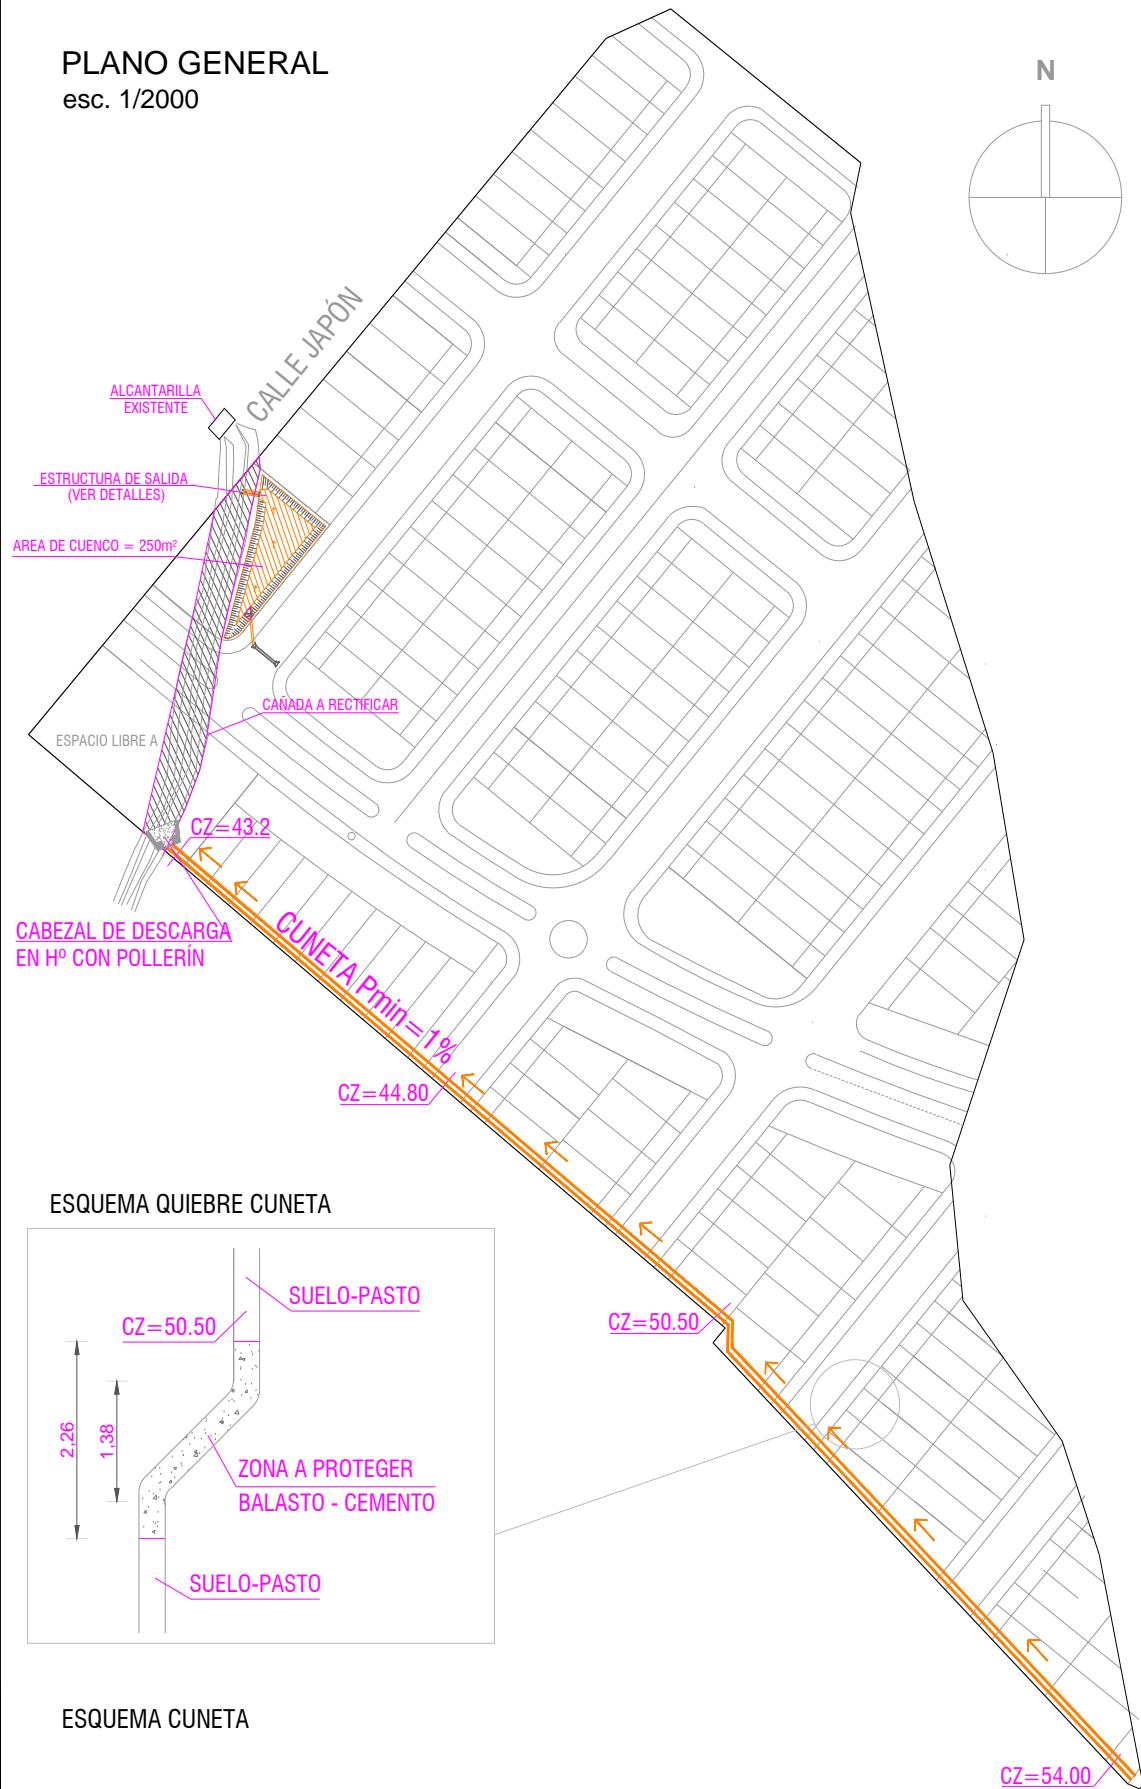 PLANO GENERAL
esc. 1/2000
N
CALLE JAPÓN
ALCANTARILLA
EXISTENTE
ESTRUCTURA DE SALIDA
(VER DETALLES)
AREA DE CUENCO = 250m²
CAÑADA A RECTIFICAR
ESPACIO LIBRE A
CZ=43.2
CABEZAL DE DESCARGA
EN Hº CON POLLERÍN
CUNETA Pmin=1%
CZ=44.80
ESQUEMA QUIEBRE CUNETA
SUELO-PASTO
CZ=50.50
CZ=50.50
2,26
1,38
ZONA A PROTEGER
BALASTO - CEMENTO
SUELO-PASTO
ESQUEMA CUNETA
CZ=54.00